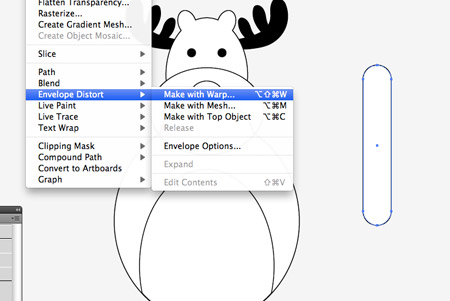 Flatten Transparency...
Rasterize...
Create Gradient Mesh...
Create Object Mosaic...
Slice
Path
Blend
Envelope Distort
Live Paint
Live Trace
Text Wrap
Clipping Mask
Compound Path
Convert to Artboards
Graph
Make with Warp... ⌥⇧⌘W
Make with Mesh... ⌥⌘M
Make with Top Object ⌥⌘C
Release
Envelope Options...
Expand
Edit Contents ⇧⌘V